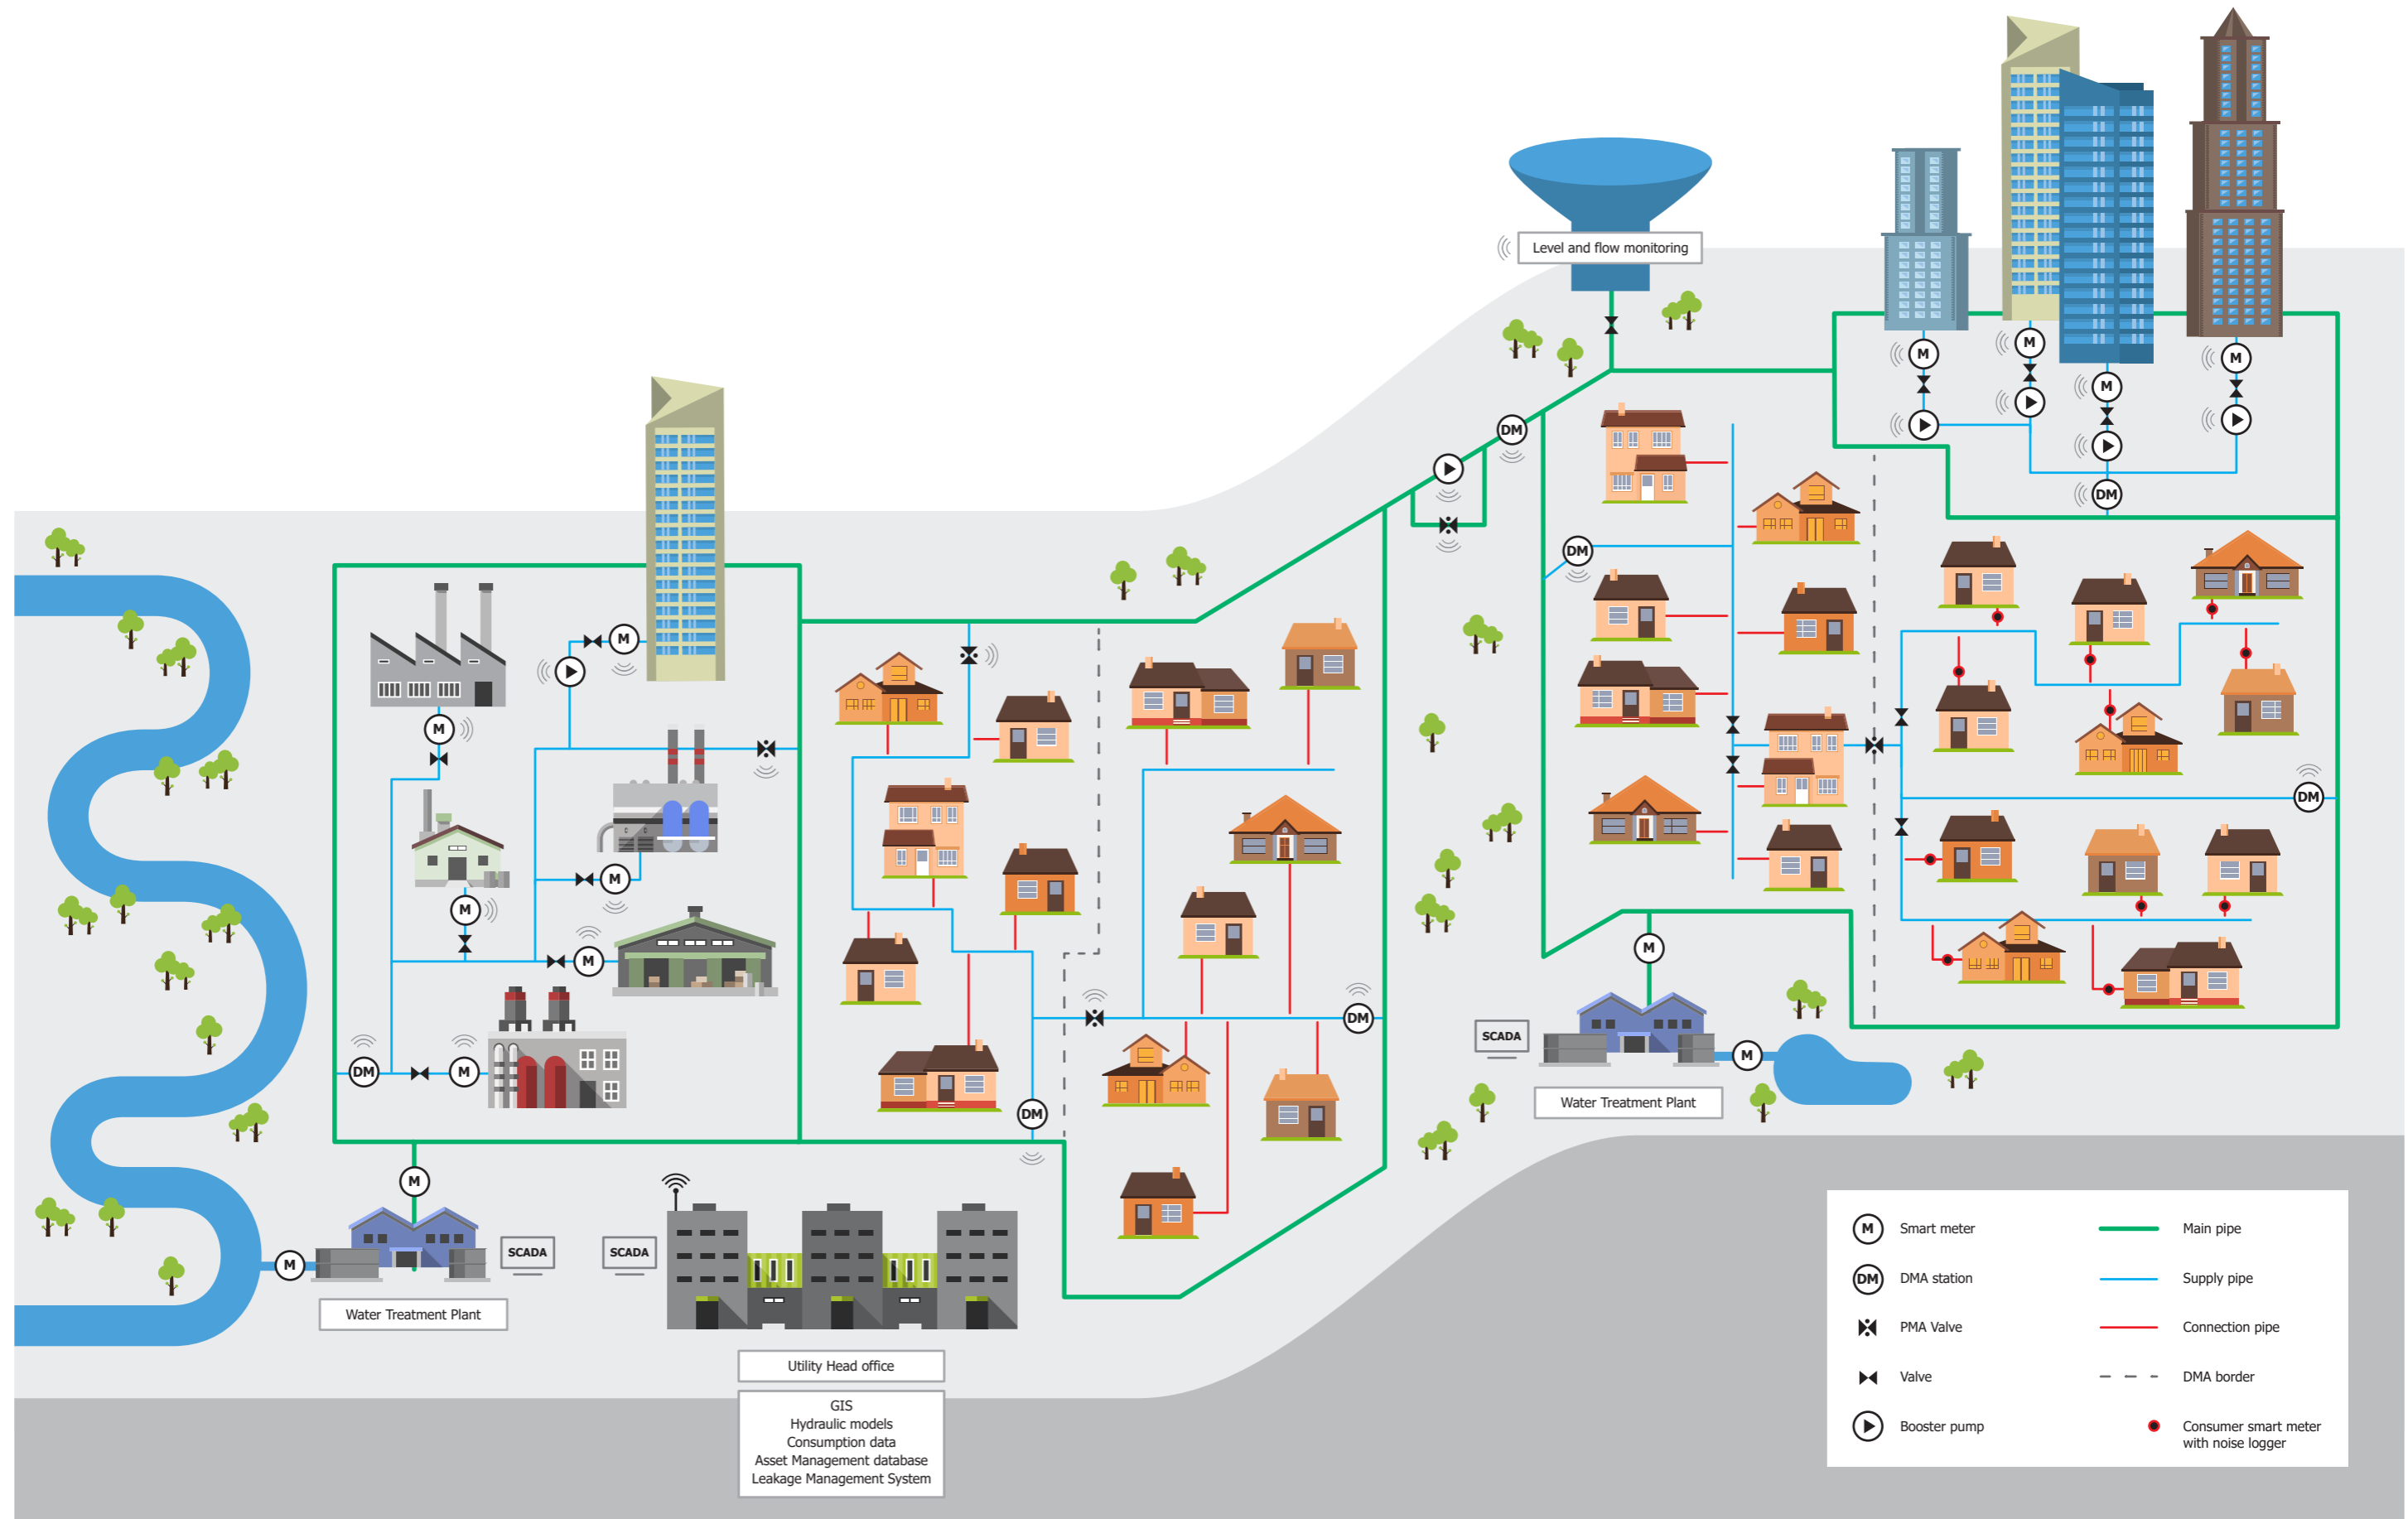 Level and flow monitoring
M
M
M
M
DM
DM
DM
M
M
M
M
M
DM
M
DM
DM
DM
M
M
M
SCADA
Water Treatment Plant
M
M
SCADA
Water Treatment Plant
SCADA
Utility Head office
GIS
Hydraulic models
Consumption data
Asset Management database
Leakage Management System
M Smart meter
DM DMA station
PMA Valve
Valve
Booster pump
Main pipe
Supply pipe
Connection pipe
DMA border
Consumer smart meter
with noise logger